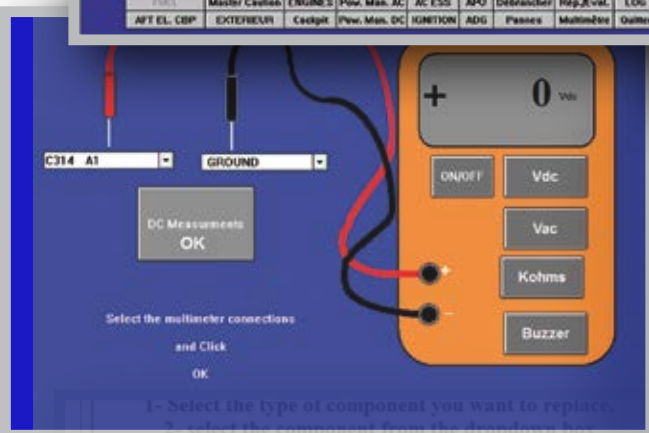 FUEL Master Caution ENGINES Pow. Man. AC AC ESS APU Débrancher Rép./Eval. LOG
AFT EL. CBP EXTERIEUR Cockpit Pow. Man. DC IGNITION ADG Pannes Multimètre Quitter
+ 0 Vdc
C314 A1
GROUND
ON/OFF
Vdc
DC Measurments
OK
Vac
+
Kohms
-
Select the multimeter connections
and Click
OK
Buzzer
1- Select the type of component you want to replace.
2- select the component from the dropdown box